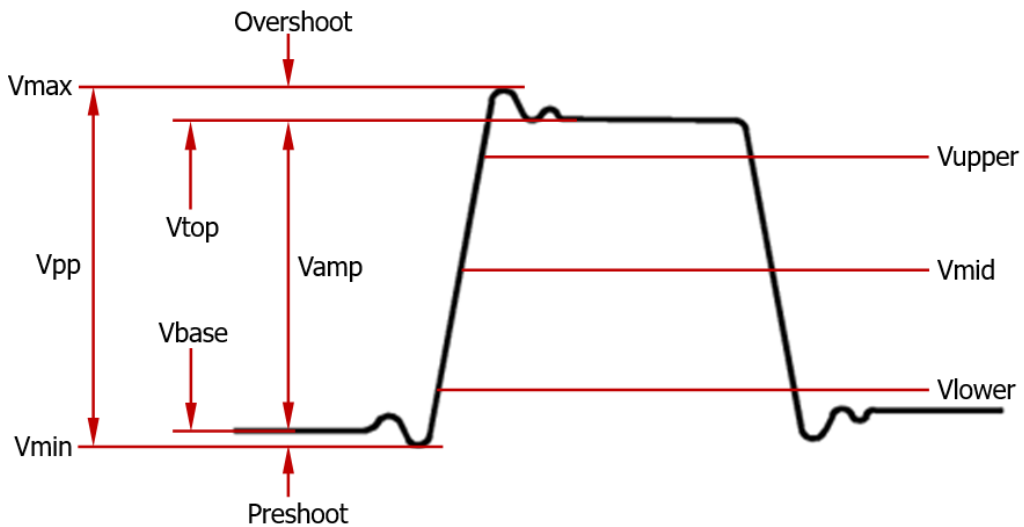 Overshoot
Vmax
Vupper
Vtop
Vpp
Vamp
Vmid
Vbase
Vlower
Vmin
Preshoot